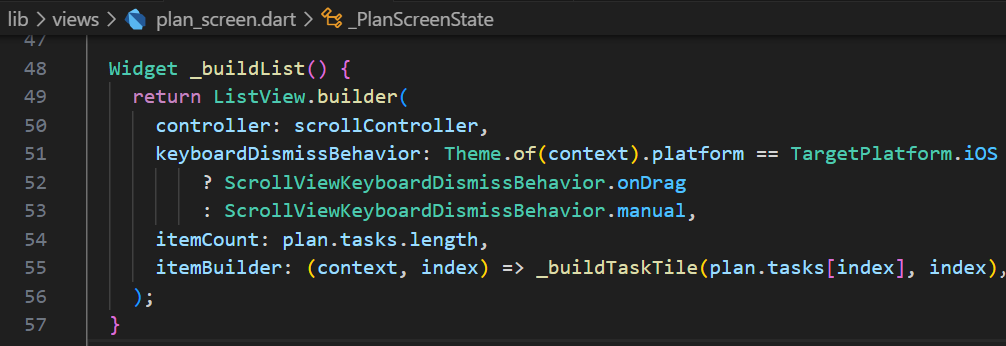 lib > views > plan_screen.dart > _PlanScreenState
47
48 Widget _buildList() {
49 return ListView.builder(
50 controller: scrollController,
51 keyboardDismissBehavior: Theme.of(context).platform == TargetPlatform.iOS
52 ? ScrollViewKeyboardDismissBehavior.onDrag
53 : ScrollViewKeyboardDismissBehavior.manual,
54 itemCount: plan.tasks.length,
55 itemBuilder: (context, index) => _buildTaskTile(plan.tasks[index], index),
56 );
57 }